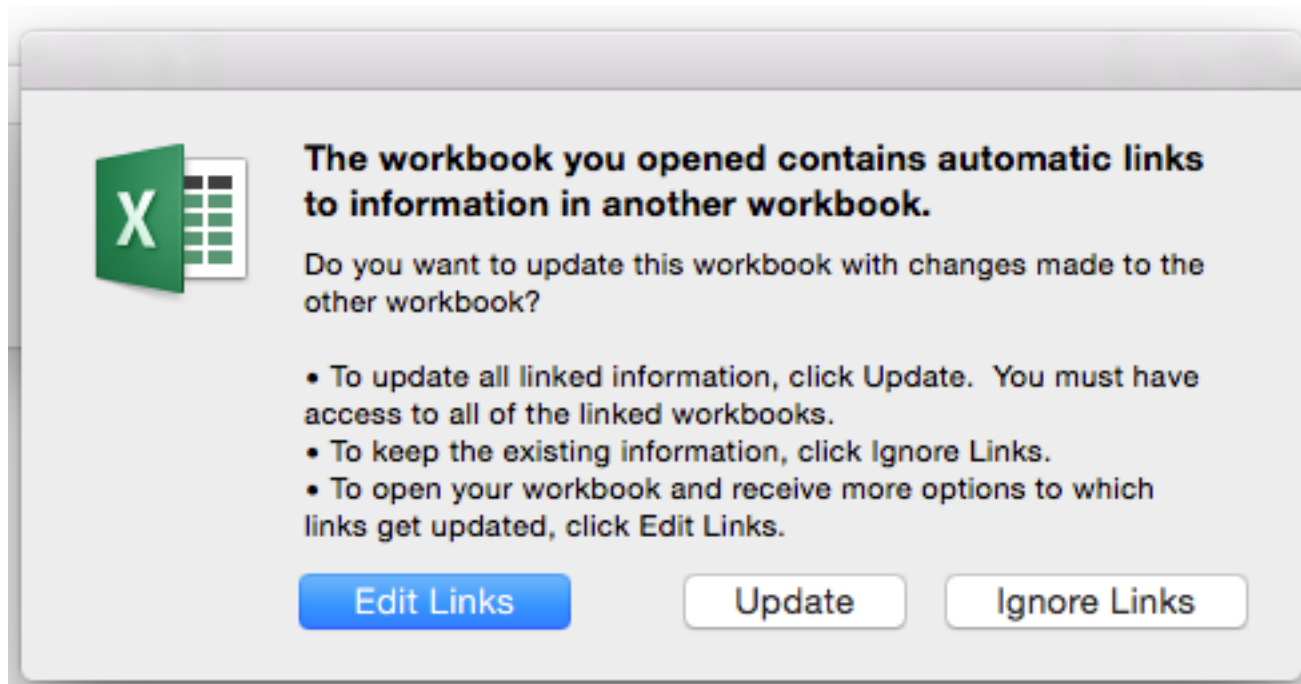 The workbook you opened contains automatic links
to information in another workbook.
Do you want to update this workbook with changes made to the
other workbook?
• To update all linked information, click Update.  You must have
access to all of the linked workbooks.
• To keep the existing information, click Ignore Links.
• To open your workbook and receive more options to which
links get updated, click Edit Links.
Edit Links
Update
Ignore Links